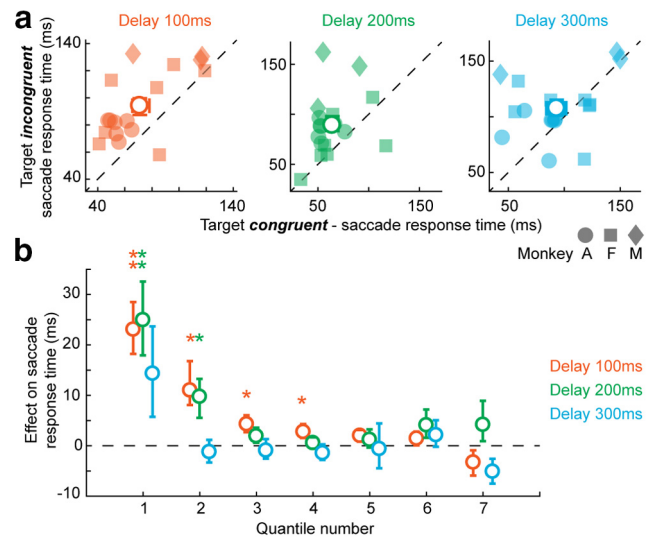 a
Delay 100ms
Delay 200ms
Delay 300ms
Target incongruent
saccade response time (ms)
140
40
40
140
150
50
50
150
150
50
50
150
Target congruent - saccade response time (ms)
Monkey A F M
b
Effect on saccade
response time (ms)
30
20
10
0
-10
* * * *
* *
*
*
1 2 3 4 5 6 7
Quantile number
Delay 100ms
Delay 200ms
Delay 300ms